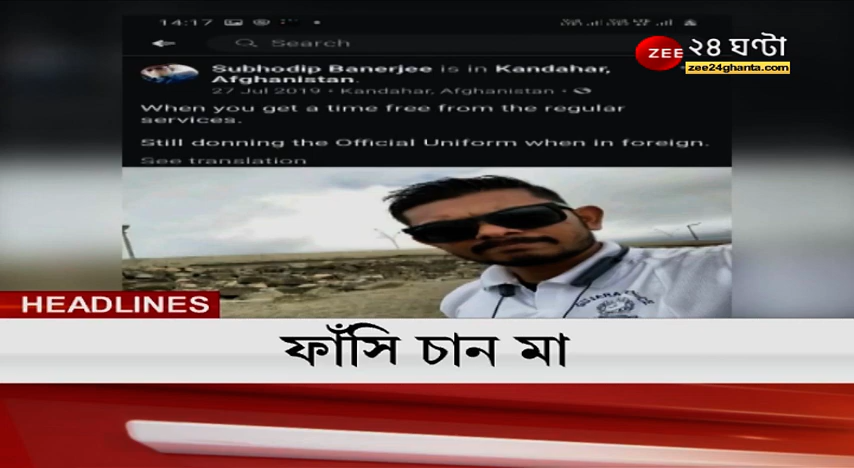 14:17
Search
ZEE ২৪ ঘণ্টা
zee24ghanta.com
Subhodip Banerjee is in Kandahar,
Afghanistan.
27 Jul 2019 • Kandahar, Afghanistan •
When you get a time free from the regular
services.
Still donning the Official Uniform when in foreign.
See translation
HEADLINES
ফাঁসি চান মা